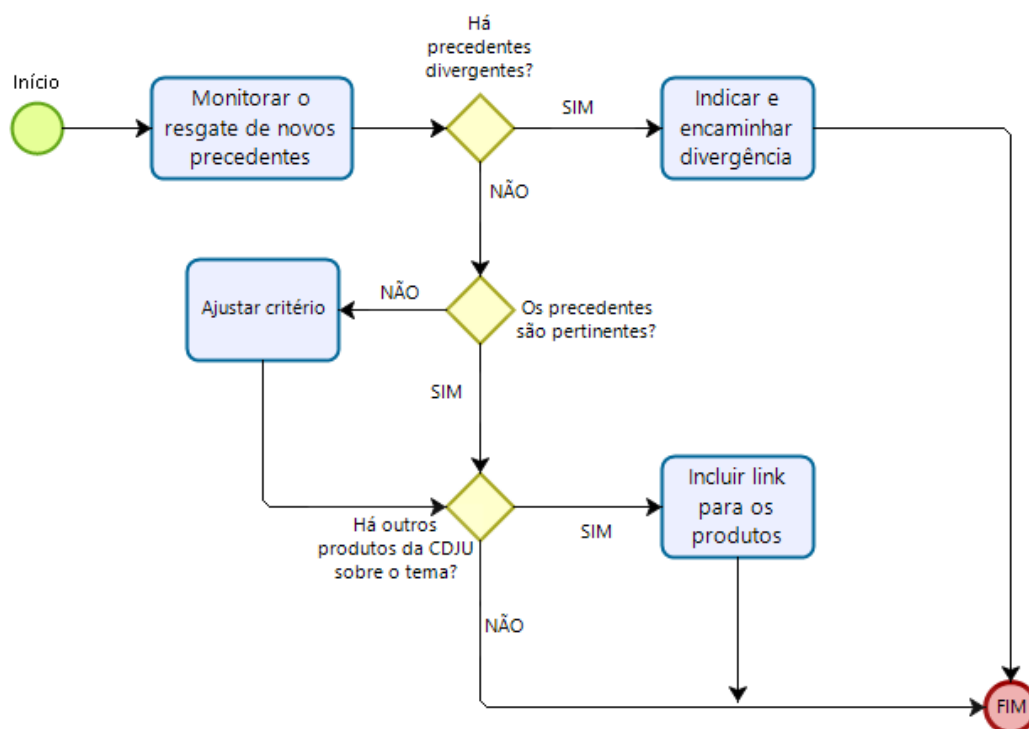 Há
precedentes
divergentes?
Início
Monitorar o
resgate de novos
precedentes
SIM
Indicar e
encaminhar
divergência
NÃO
Ajustar critério
NÃO
Os precedentes
são pertinentes?
SIM
Há outros
produtos da CDJU
sobre o tema?
SIM
Incluir link
para os
produtos
NÃO
FIM